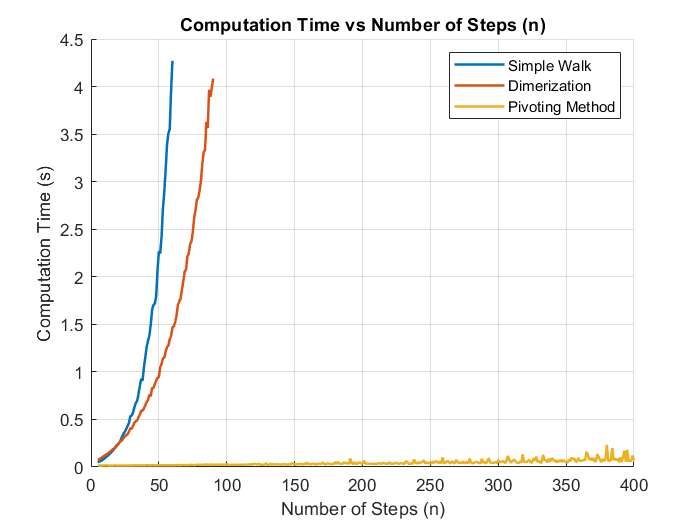 Computation Time vs Number of Steps (n)
4.5
4
3.5
3
2.5
2
1.5
1
0.5
0
Computation Time (s)
Simple Walk
Dimerization
Pivoting Method
0 50 100 150 200 250 300 350 400
Number of Steps (n)